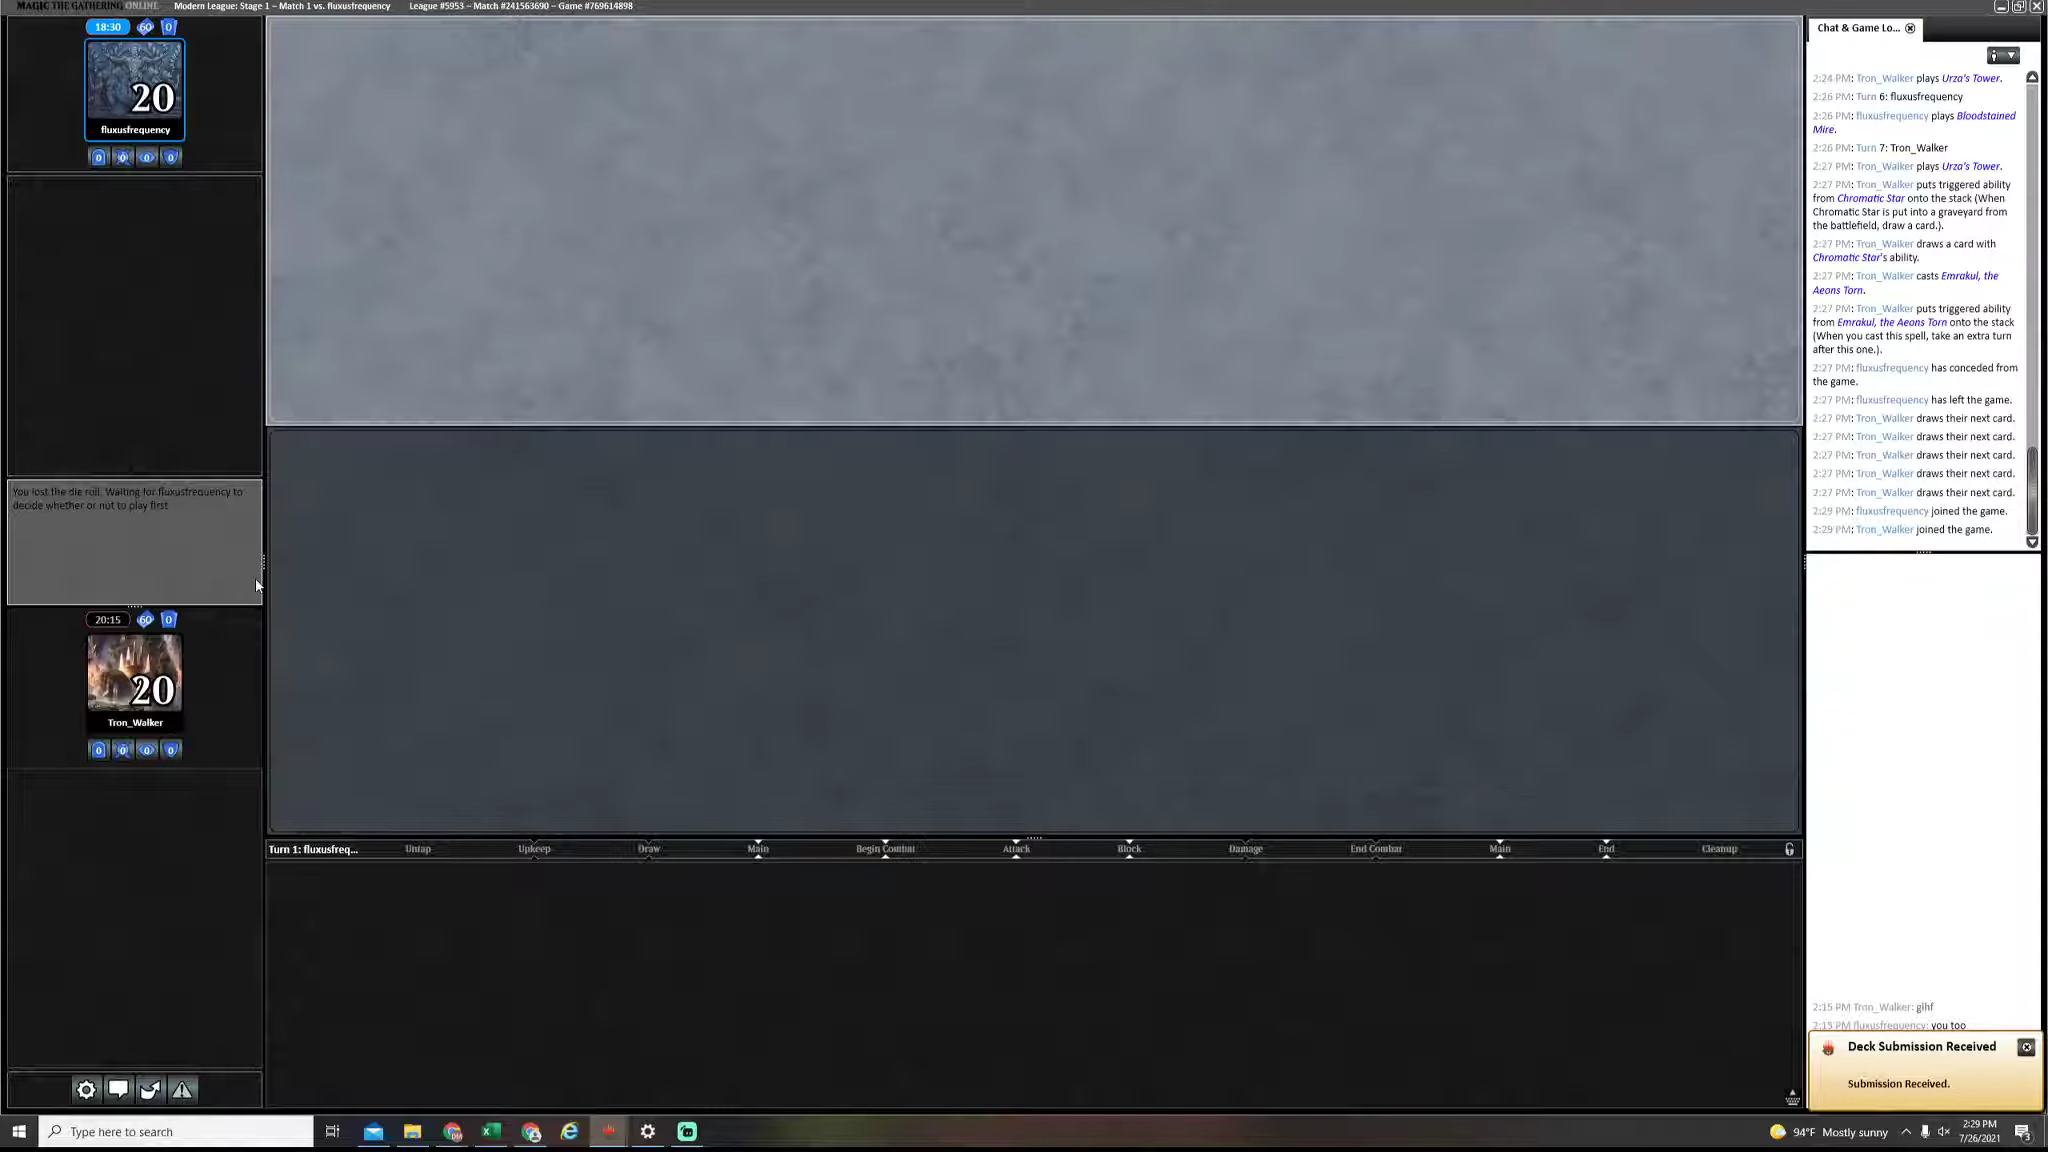 MAGIC THE GATHERING ONLINE Modern League: Stage 1 – Match 1 vs. fluxusfrequency League #5953 – Match #241563690 – Game #769614898
18:30 60 0
20
fluxusfrequency
0 0 0 0
You lost the die roll. Waiting for fluxusfrequency to
decide whether or not to play first
20:15 60 0
20
Tron_Walker
0 0 0 0
Turn 1: fluxusfreq... Untap Upkeep Draw Main Begin Combat Attack Block Damage End Combat Main End Cleanup
Chat & Game Lo...
2:24 PM: Tron_Walker plays Urza's Tower.
2:26 PM: Turn 6: fluxusfrequency
2:26 PM: fluxusfrequency plays Bloodstained
Mire.
2:26 PM: Turn 7: Tron_Walker
2:27 PM: Tron_Walker plays Urza's Tower.
2:27 PM: Tron_Walker puts triggered ability
from Chromatic Star onto the stack (When
Chromatic Star is put into a graveyard from
the battlefield, draw a card.).
2:27 PM: Tron_Walker draws a card with
Chromatic Star's ability.
2:27 PM: Tron_Walker casts Emrakul, the
Aeons Torn.
2:27 PM: Tron_Walker puts triggered ability
from Emrakul, the Aeons Torn onto the stack
(When you cast this spell, take an extra turn
after this one.).
2:27 PM: fluxusfrequency has conceded from
the game.
2:27 PM: fluxusfrequency has left the game.
2:27 PM: Tron_Walker draws their next card.
2:27 PM: Tron_Walker draws their next card.
2:27 PM: Tron_Walker draws their next card.
2:27 PM: Tron_Walker draws their next card.
2:27 PM: Tron_Walker draws their next card.
2:29 PM: fluxusfrequency joined the game.
2:29 PM: Tron_Walker joined the game.
2:15 PM Tron_Walker: glhf
2:15 PM fluxusfrequency: you too
Deck Submission Received
Submission Received.
Type here to search
94°F Mostly sunny
2:29 PM
7/26/2021
3